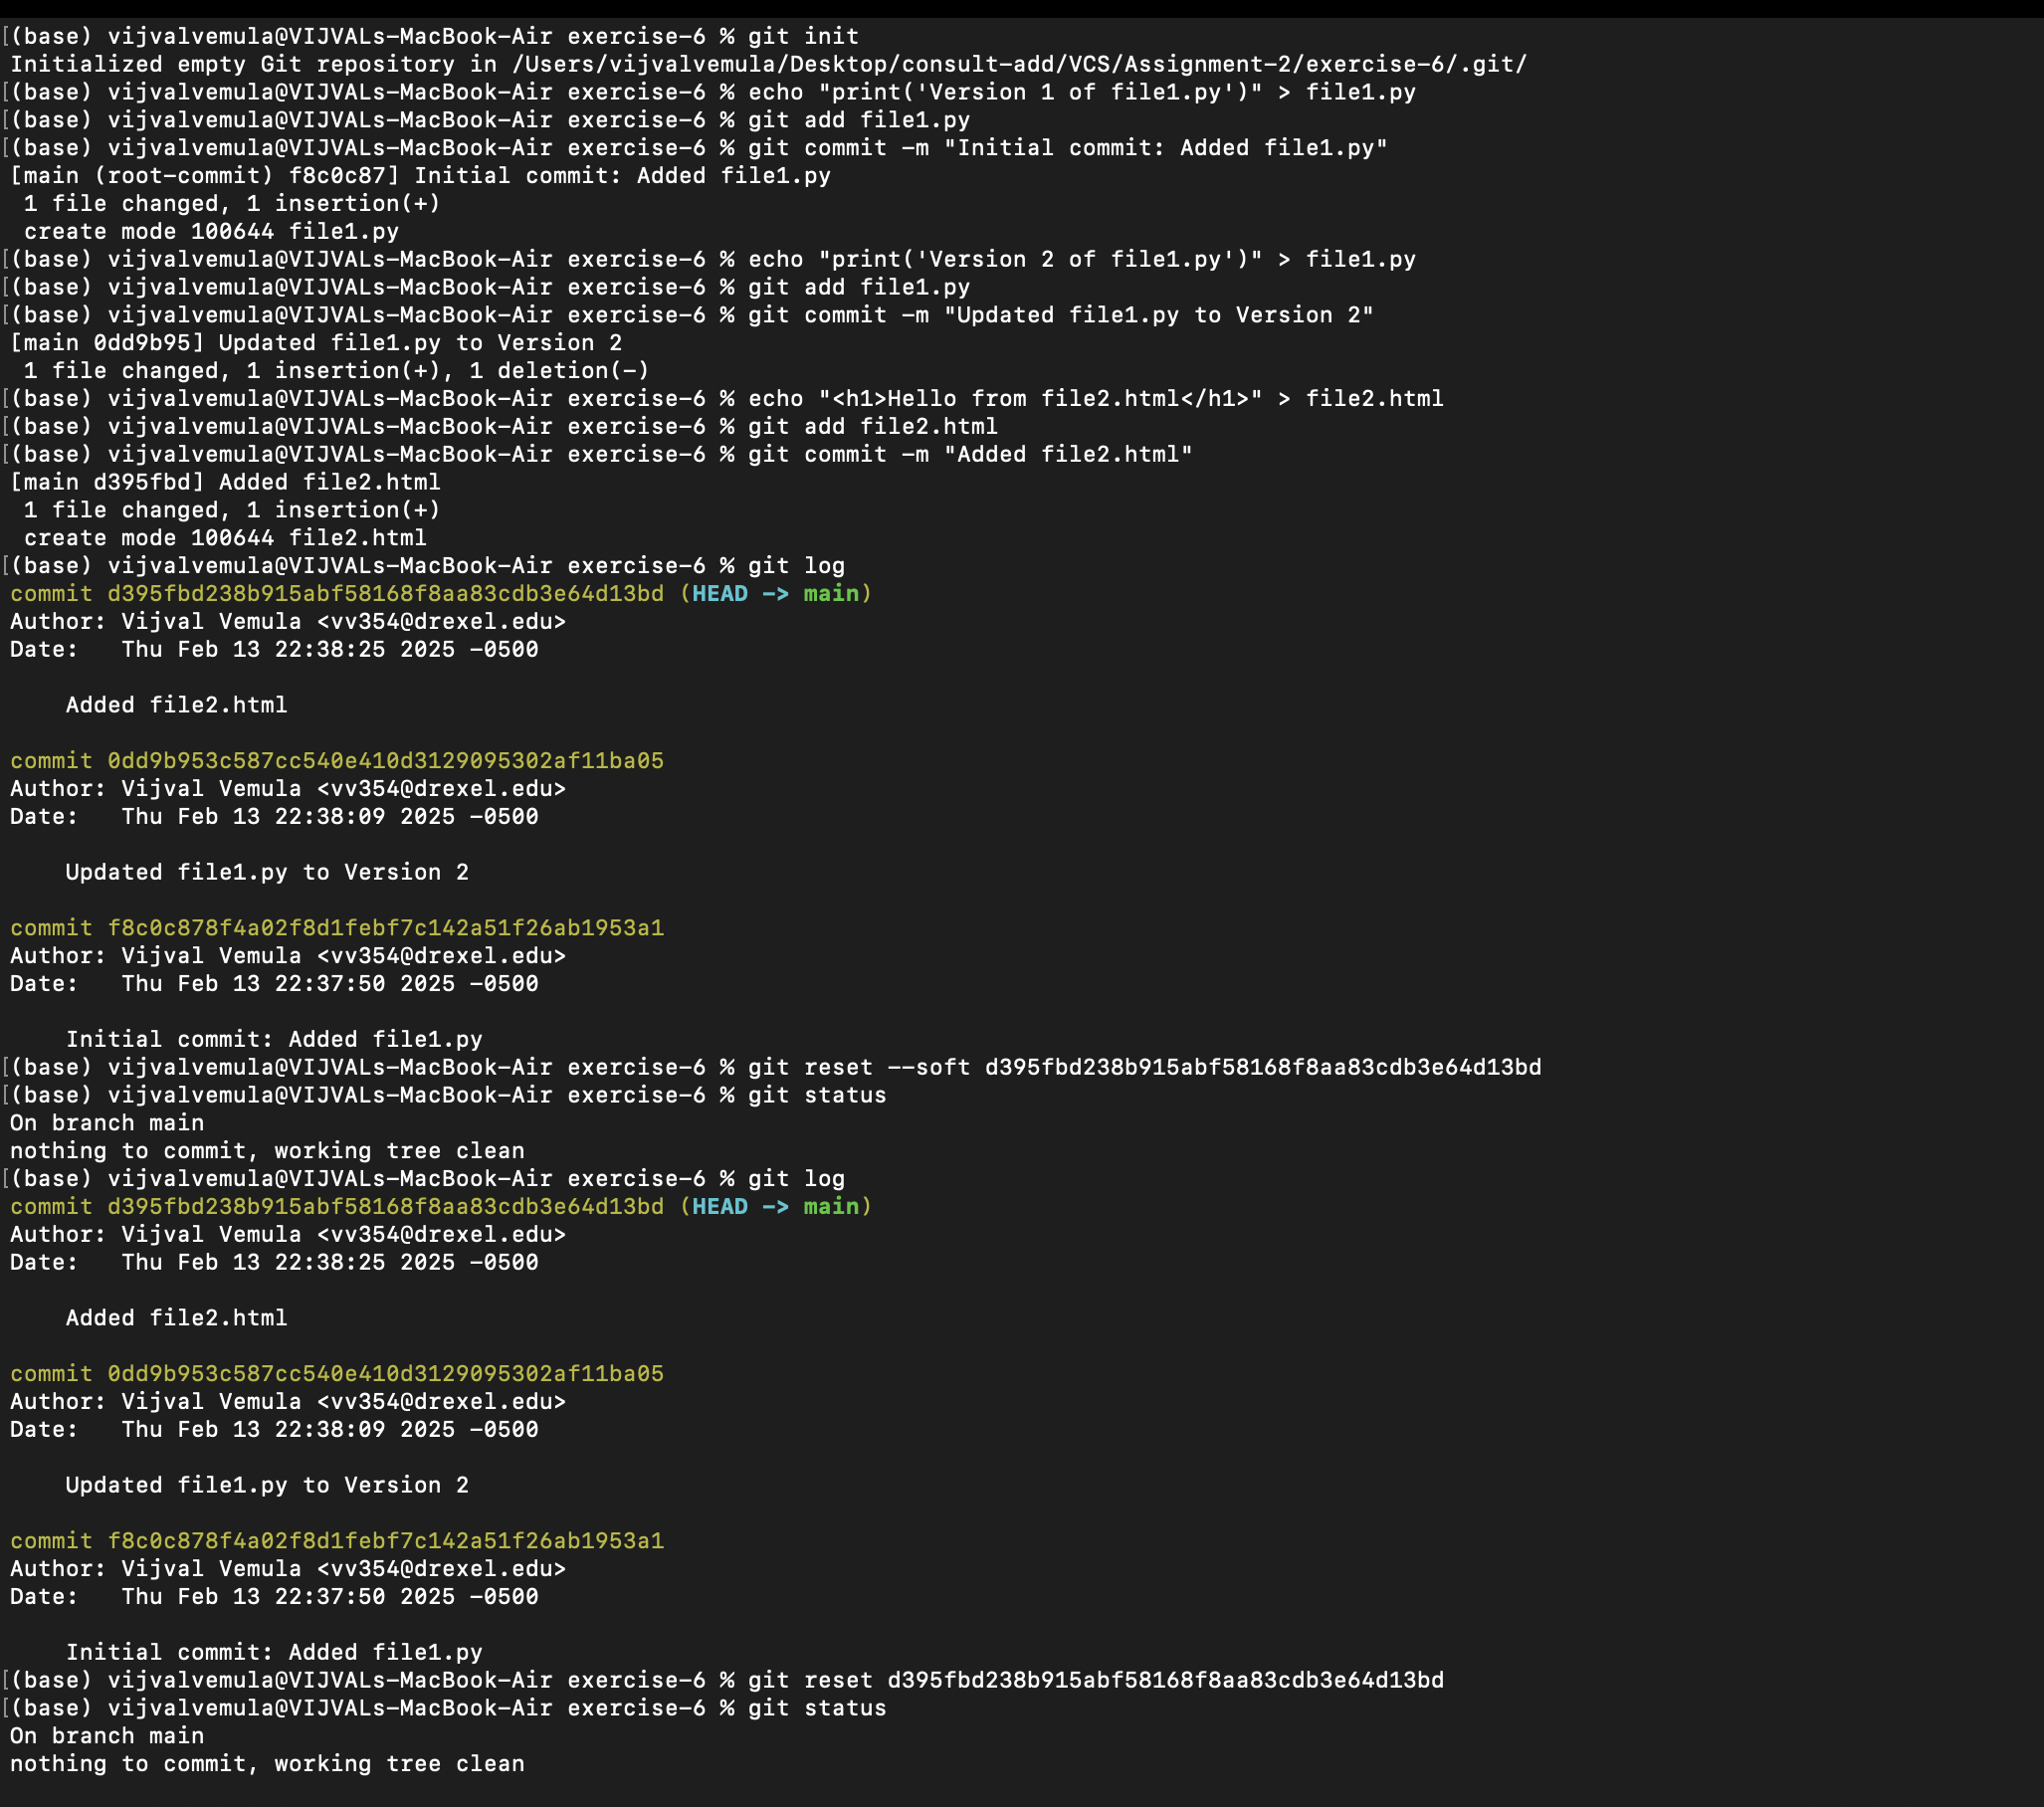 [(base) vijvalvemula@VIJVALs-MacBook-Air exercise-6 % git init
Initialized empty Git repository in /Users/vijvalvemula/Desktop/consult-add/VCS/Assignment-2/exercise-6/.git/
[(base) vijvalvemula@VIJVALs-MacBook-Air exercise-6 % echo "print('Version 1 of file1.py')" > file1.py
[(base) vijvalvemula@VIJVALs-MacBook-Air exercise-6 % git add file1.py
[(base) vijvalvemula@VIJVALs-MacBook-Air exercise-6 % git commit -m "Initial commit: Added file1.py"
[main (root-commit) f8c0c87] Initial commit: Added file1.py
 1 file changed, 1 insertion(+)
 create mode 100644 file1.py
[(base) vijvalvemula@VIJVALs-MacBook-Air exercise-6 % echo "print('Version 2 of file1.py')" > file1.py
[(base) vijvalvemula@VIJVALs-MacBook-Air exercise-6 % git add file1.py
[(base) vijvalvemula@VIJVALs-MacBook-Air exercise-6 % git commit -m "Updated file1.py to Version 2"
[main 0dd9b95] Updated file1.py to Version 2
 1 file changed, 1 insertion(+), 1 deletion(-)
[(base) vijvalvemula@VIJVALs-MacBook-Air exercise-6 % echo "<h1>Hello from file2.html</h1>" > file2.html
[(base) vijvalvemula@VIJVALs-MacBook-Air exercise-6 % git add file2.html
[(base) vijvalvemula@VIJVALs-MacBook-Air exercise-6 % git commit -m "Added file2.html"
[main d395fbd] Added file2.html
 1 file changed, 1 insertion(+)
 create mode 100644 file2.html
[(base) vijvalvemula@VIJVALs-MacBook-Air exercise-6 % git log
commit d395fbd238b915abf58168f8aa83cdb3e64d13bd (HEAD -> main)
Author: Vijval Vemula <vv354@drexel.edu>
Date:   Thu Feb 13 22:38:25 2025 -0500
    Added file2.html
commit 0dd9b953c587cc540e410d3129095302af11ba05
Author: Vijval Vemula <vv354@drexel.edu>
Date:   Thu Feb 13 22:38:09 2025 -0500
    Updated file1.py to Version 2
commit f8c0c878f4a02f8d1febf7c142a51f26ab1953a1
Author: Vijval Vemula <vv354@drexel.edu>
Date:   Thu Feb 13 22:37:50 2025 -0500
    Initial commit: Added file1.py
[(base) vijvalvemula@VIJVALs-MacBook-Air exercise-6 % git reset --soft d395fbd238b915abf58168f8aa83cdb3e64d13bd
[(base) vijvalvemula@VIJVALs-MacBook-Air exercise-6 % git status
On branch main
nothing to commit, working tree clean
[(base) vijvalvemula@VIJVALs-MacBook-Air exercise-6 % git log
commit d395fbd238b915abf58168f8aa83cdb3e64d13bd (HEAD -> main)
Author: Vijval Vemula <vv354@drexel.edu>
Date:   Thu Feb 13 22:38:25 2025 -0500
    Added file2.html
commit 0dd9b953c587cc540e410d3129095302af11ba05
Author: Vijval Vemula <vv354@drexel.edu>
Date:   Thu Feb 13 22:38:09 2025 -0500
    Updated file1.py to Version 2
commit f8c0c878f4a02f8d1febf7c142a51f26ab1953a1
Author: Vijval Vemula <vv354@drexel.edu>
Date:   Thu Feb 13 22:37:50 2025 -0500
    Initial commit: Added file1.py
[(base) vijvalvemula@VIJVALs-MacBook-Air exercise-6 % git reset d395fbd238b915abf58168f8aa83cdb3e64d13bd
[(base) vijvalvemula@VIJVALs-MacBook-Air exercise-6 % git status
On branch main
nothing to commit, working tree clean